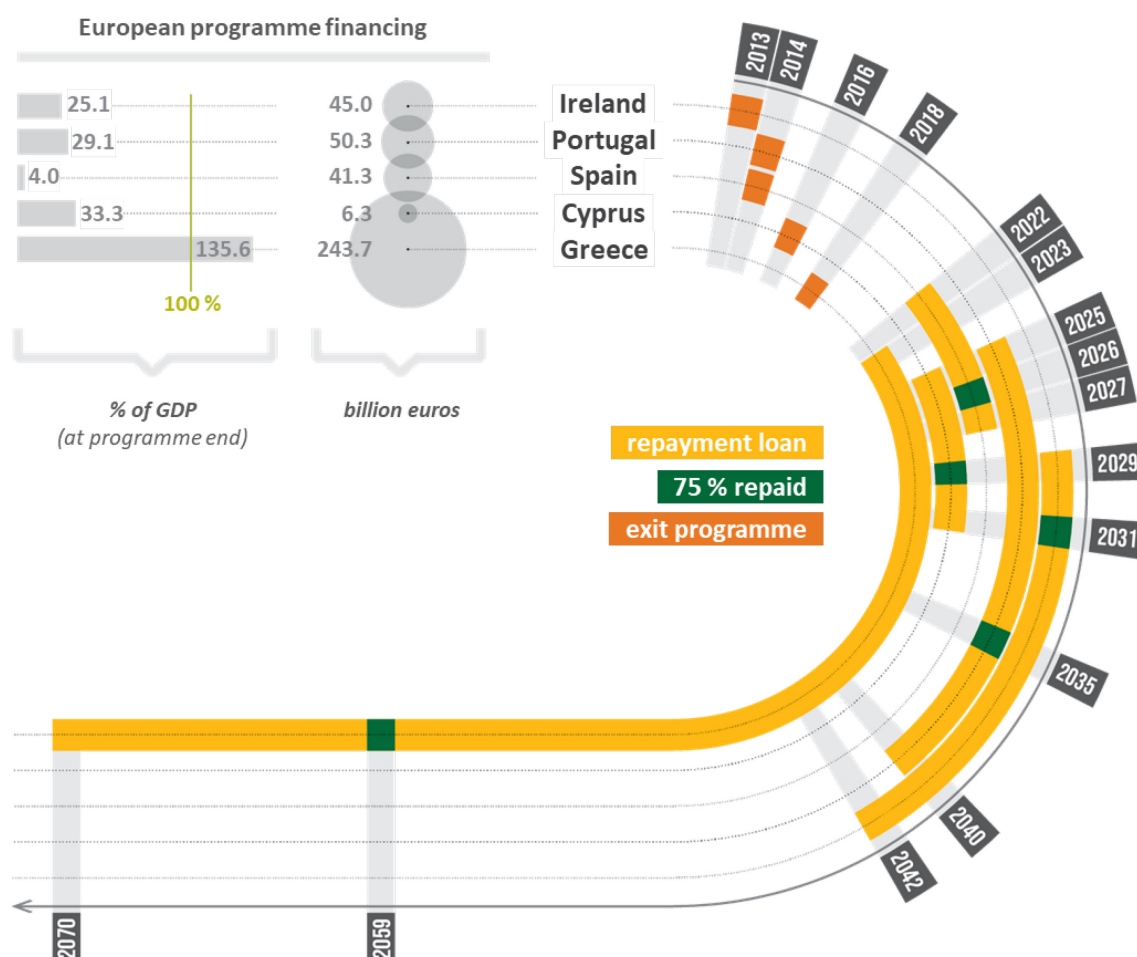 European programme financing
25.1
29.1
4.0
33.3
135.6
100 %
45.0
50.3
41.3
6.3
243.7
Ireland
Portugal
Spain
Cyprus
Greece
% of GDP
(at programme end)
billion euros
repayment loan
75 % repaid
exit programme
2013
2014
2016
2018
2022
2023
2025
2026
2027
2029
2031
2035
2040
2042
2059
2070